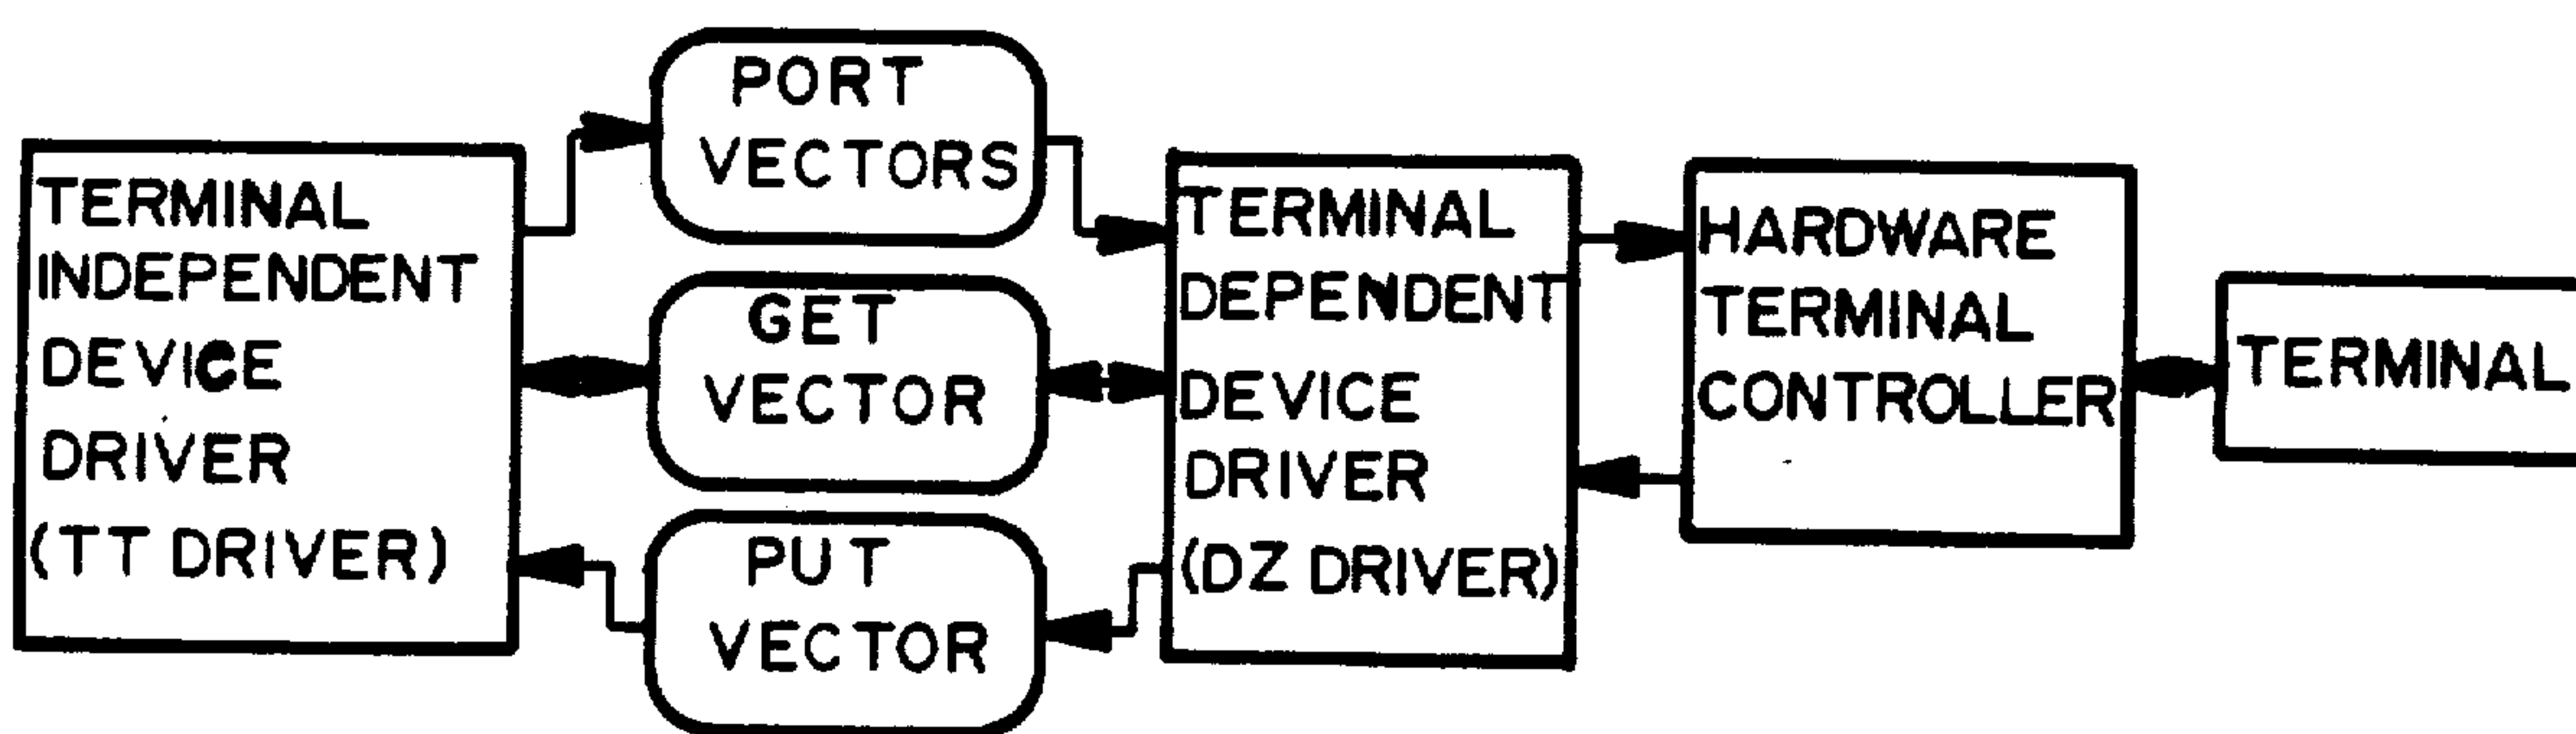 TERMINAL
INDEPENDENT
DEVICE
DRIVER
(TT DRIVER)
PORT
VECTORS
GET
VECTOR
PUT
VECTOR
TERMINAL
DEPENDENT
DEVICE
DRIVER
(DZ DRIVER)
HARDWARE
TERMINAL
CONTROLLER
TERMINAL